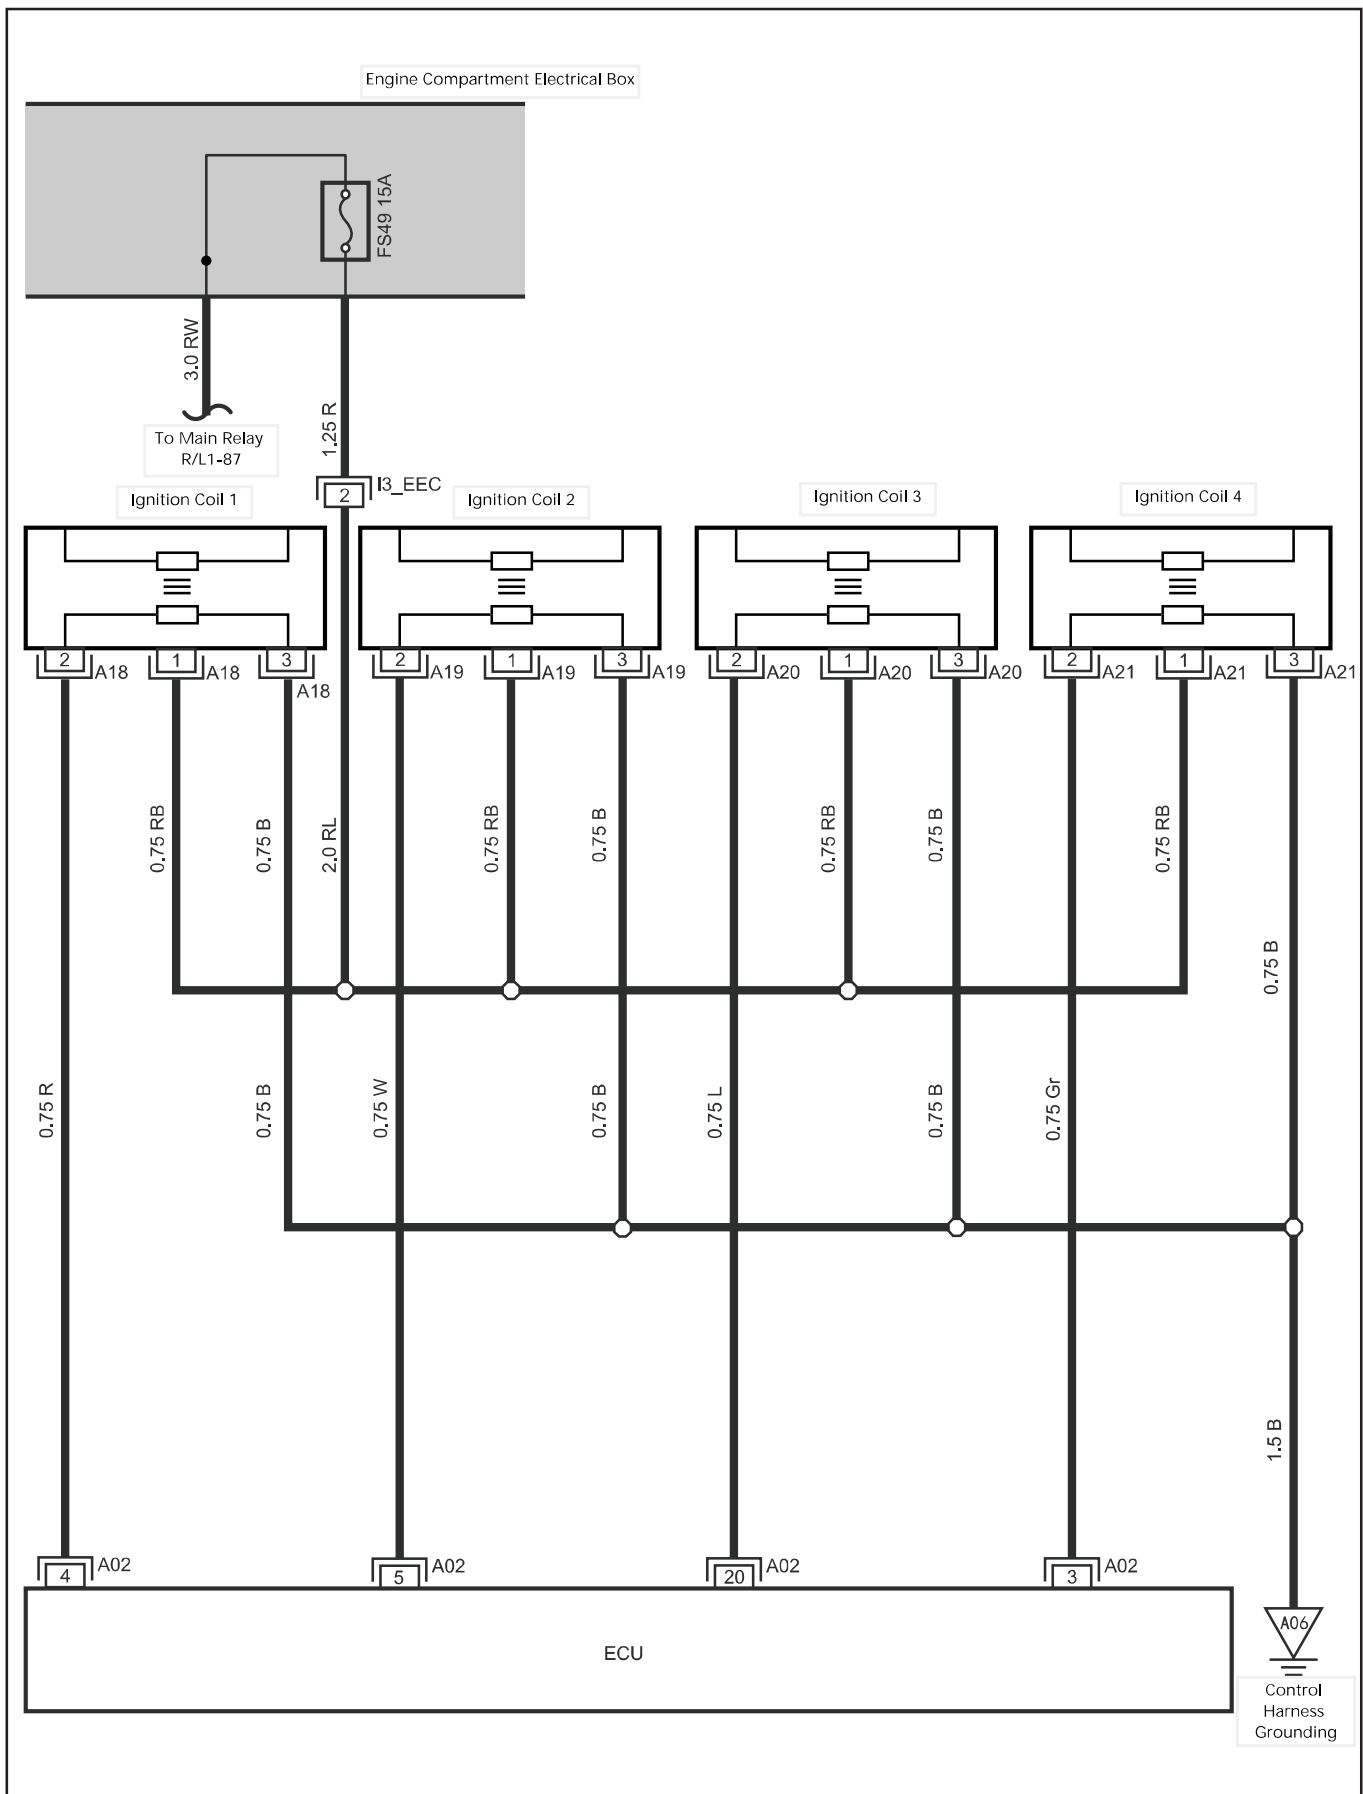 Engine Compartment Electrical Box
FS49 15A
3.0 RW
To Main Relay
R/L1-87
1.25 R
2
I3_EEC
Ignition Coil 1
Ignition Coil 2
Ignition Coil 3
Ignition Coil 4
2
A18
1
A18
3
A18
2
A19
1
A19
3
A19
2
A20
1
A20
3
A20
2
A21
1
A21
3
A21
0.75 RB
0.75 B
2.0 RL
0.75 RB
0.75 B
0.75 RB
0.75 B
0.75 RB
0.75 B
0.75 R
0.75 B
0.75 W
0.75 B
0.75 L
0.75 B
0.75 Gr
1.5 B
4
A02
5
A02
20
A02
3
A02
ECU
A06
Control
Harness
Grounding